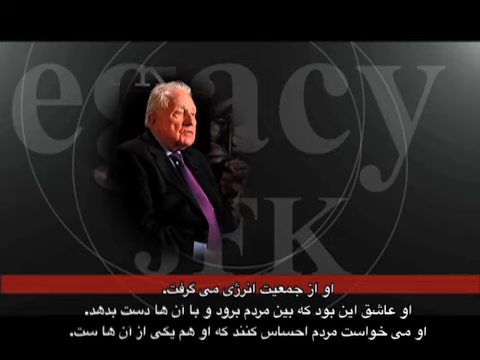 egacy
JFK
او از جمعیت انرژی می گرفت.
او عاشق این بود که بین مردم برود و با آن ها دست بدهد.
او می خواست مردم احساس کنند که او هم یکی از آن ها ست.